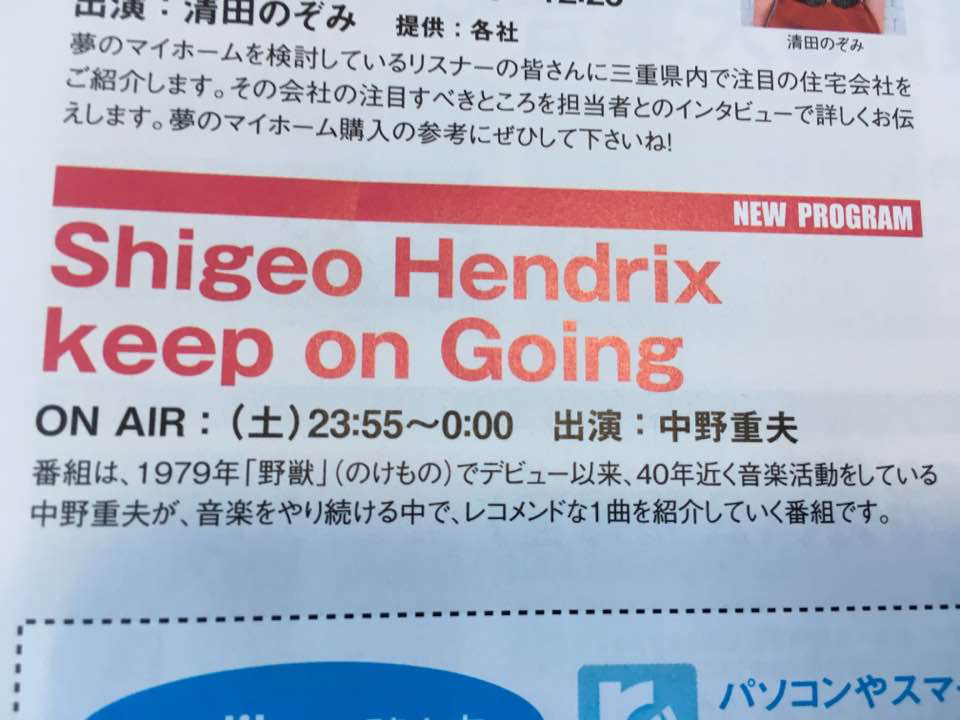 出演：清田のぞみ 提供：各社
清田のぞみ
夢のマイホームを検討しているリスナーの皆さんに三重県内で注目の住宅会社を
ご紹介します。その会社の注目すべきところを担当者とのインタビューで詳しくお伝
えします。夢のマイホーム購入の参考にぜひして下さいね!
NEW PROGRAM
Shigeo Hendrix
keep on Going
ON AIR：（土）23:55～0:00 出演：中野重夫
番組は、1979年「野獣」（のけもの）でデビュー以来、40年近く音楽活動をしている
中野重夫が、音楽をやり続ける中で、レコメンドな1曲を紹介していく番組です。
パソコンやスマ